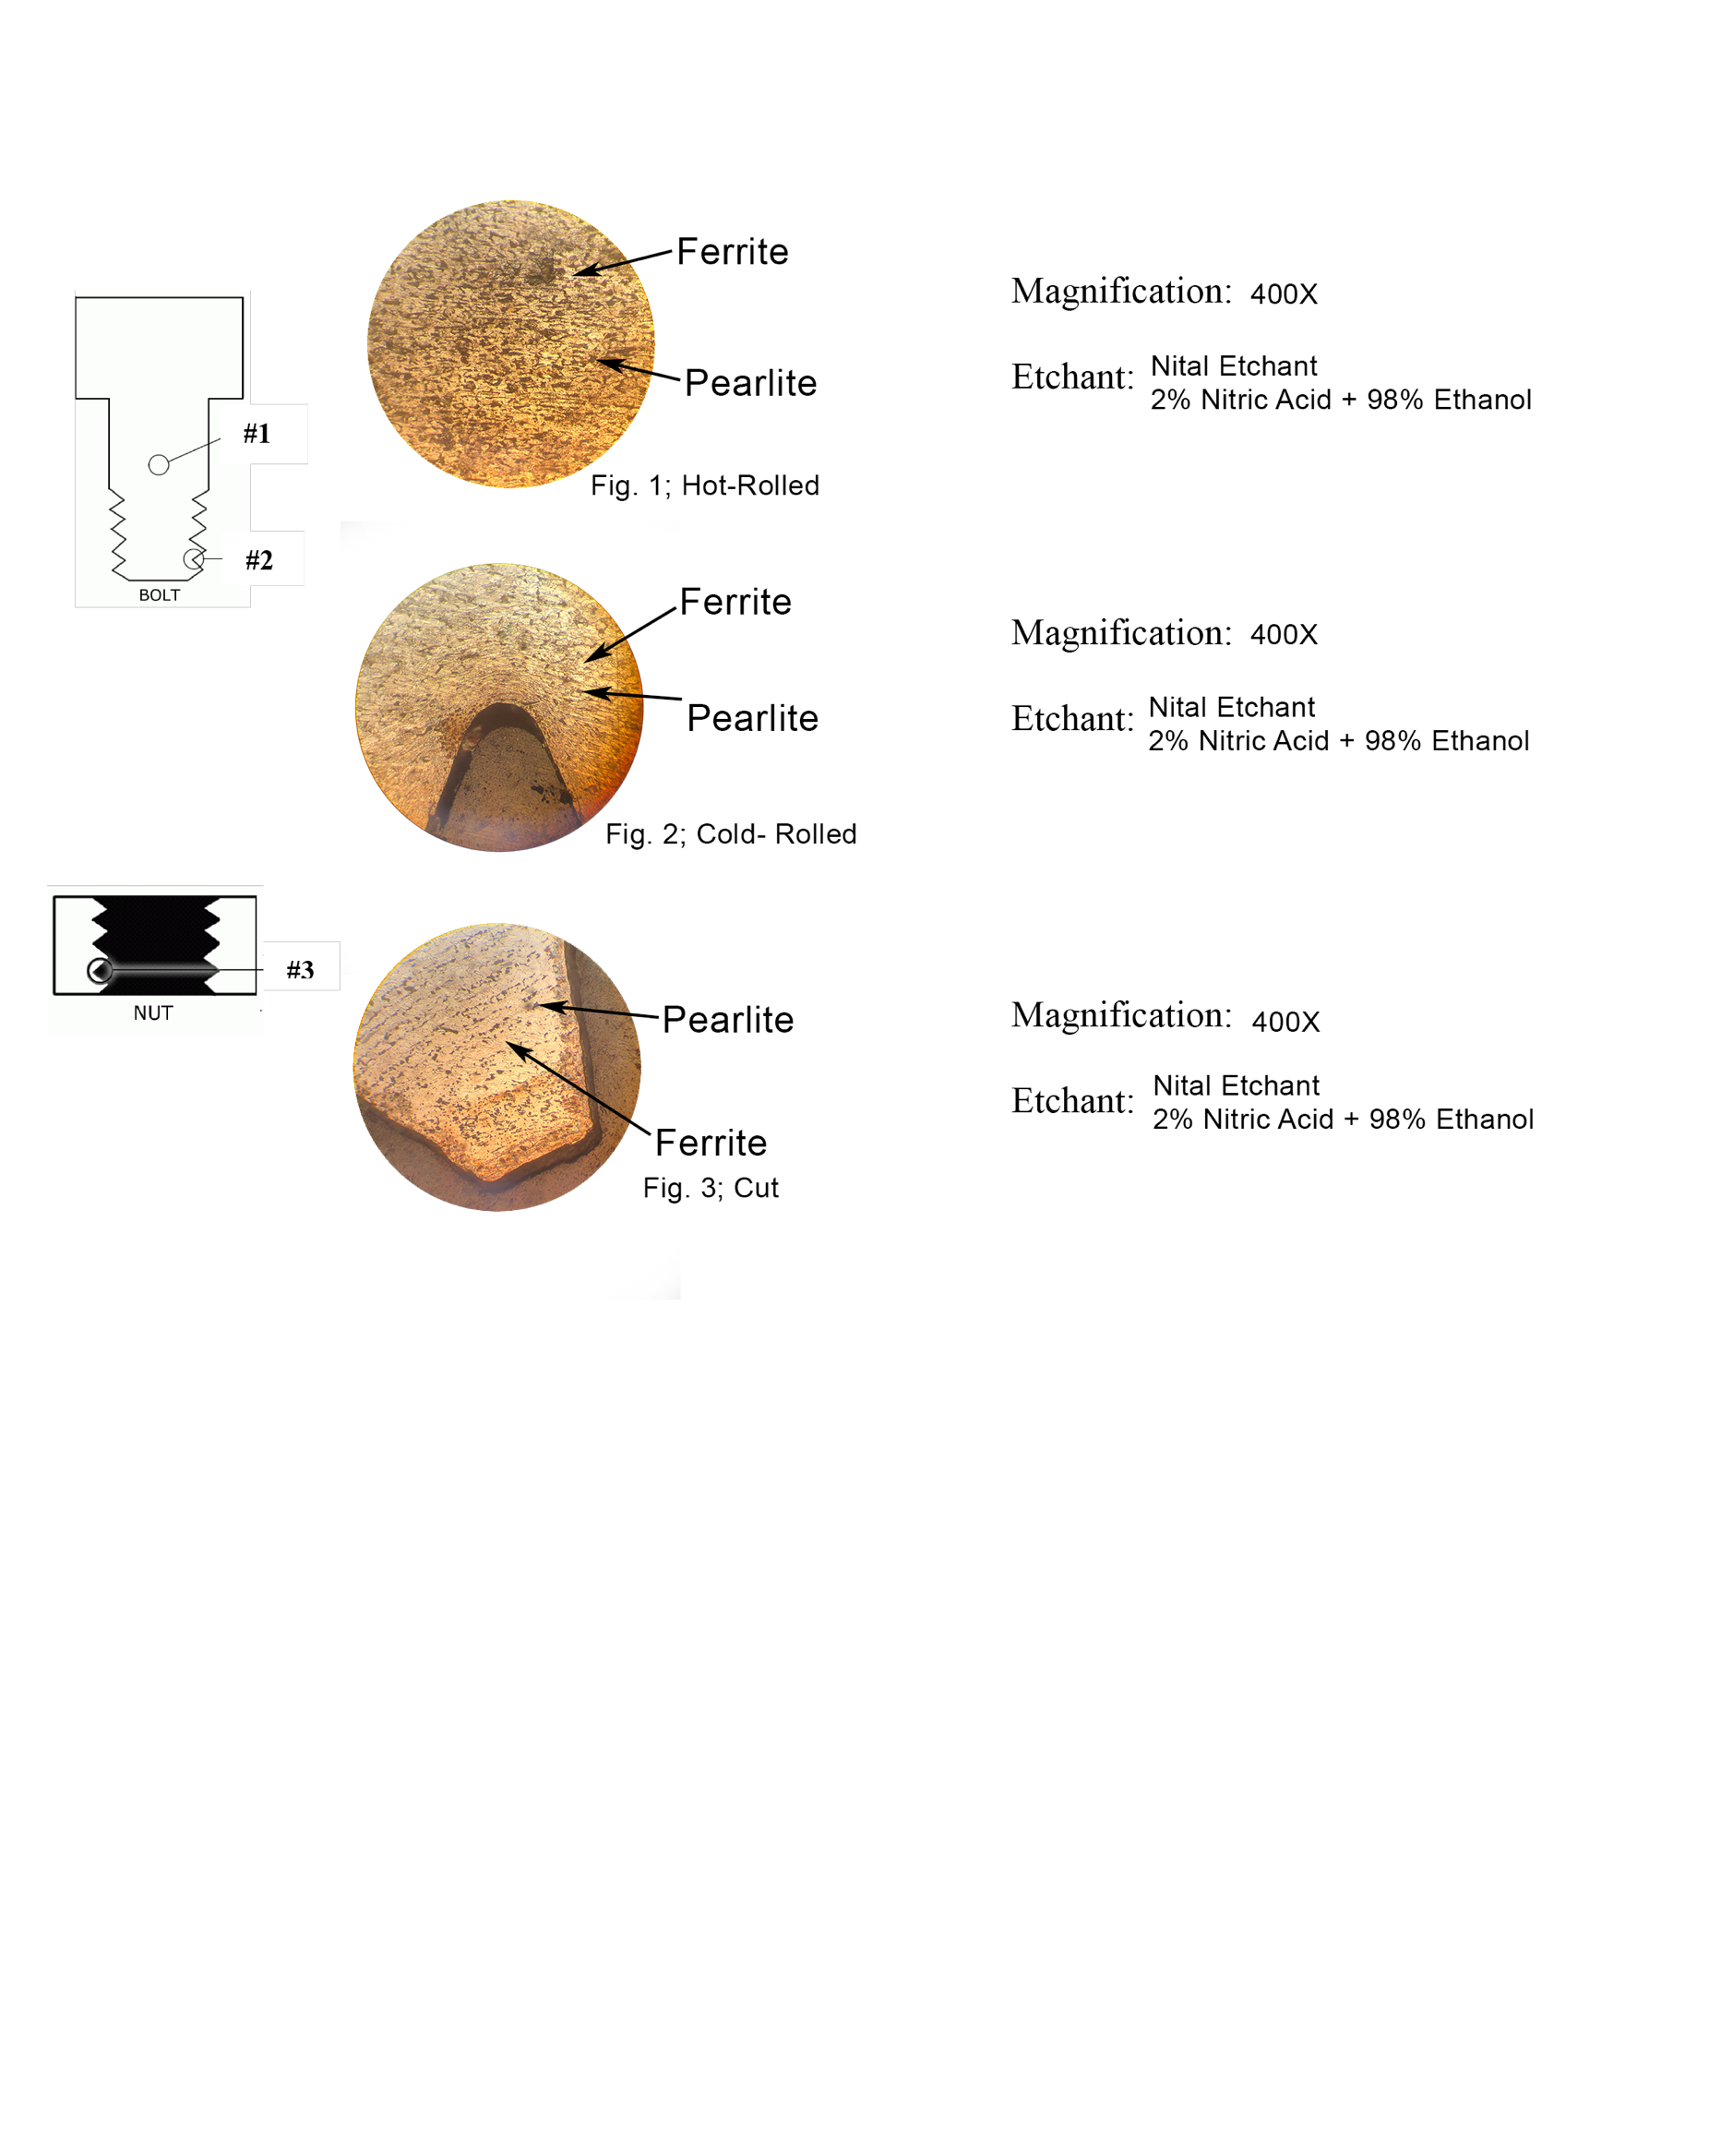 Ferrite
Pearlite
Fig. 1; Hot-Rolled
Magnification: 400X
Etchant: Nital Etchant
2% Nitric Acid + 98% Ethanol
#1
#2
BOLT
Ferrite
Pearlite
Fig. 2; Cold- Rolled
Magnification: 400X
Etchant: Nital Etchant
2% Nitric Acid + 98% Ethanol
#3
NUT
Pearlite
Ferrite
Fig. 3; Cut
Magnification: 400X
Etchant: Nital Etchant
2% Nitric Acid + 98% Ethanol